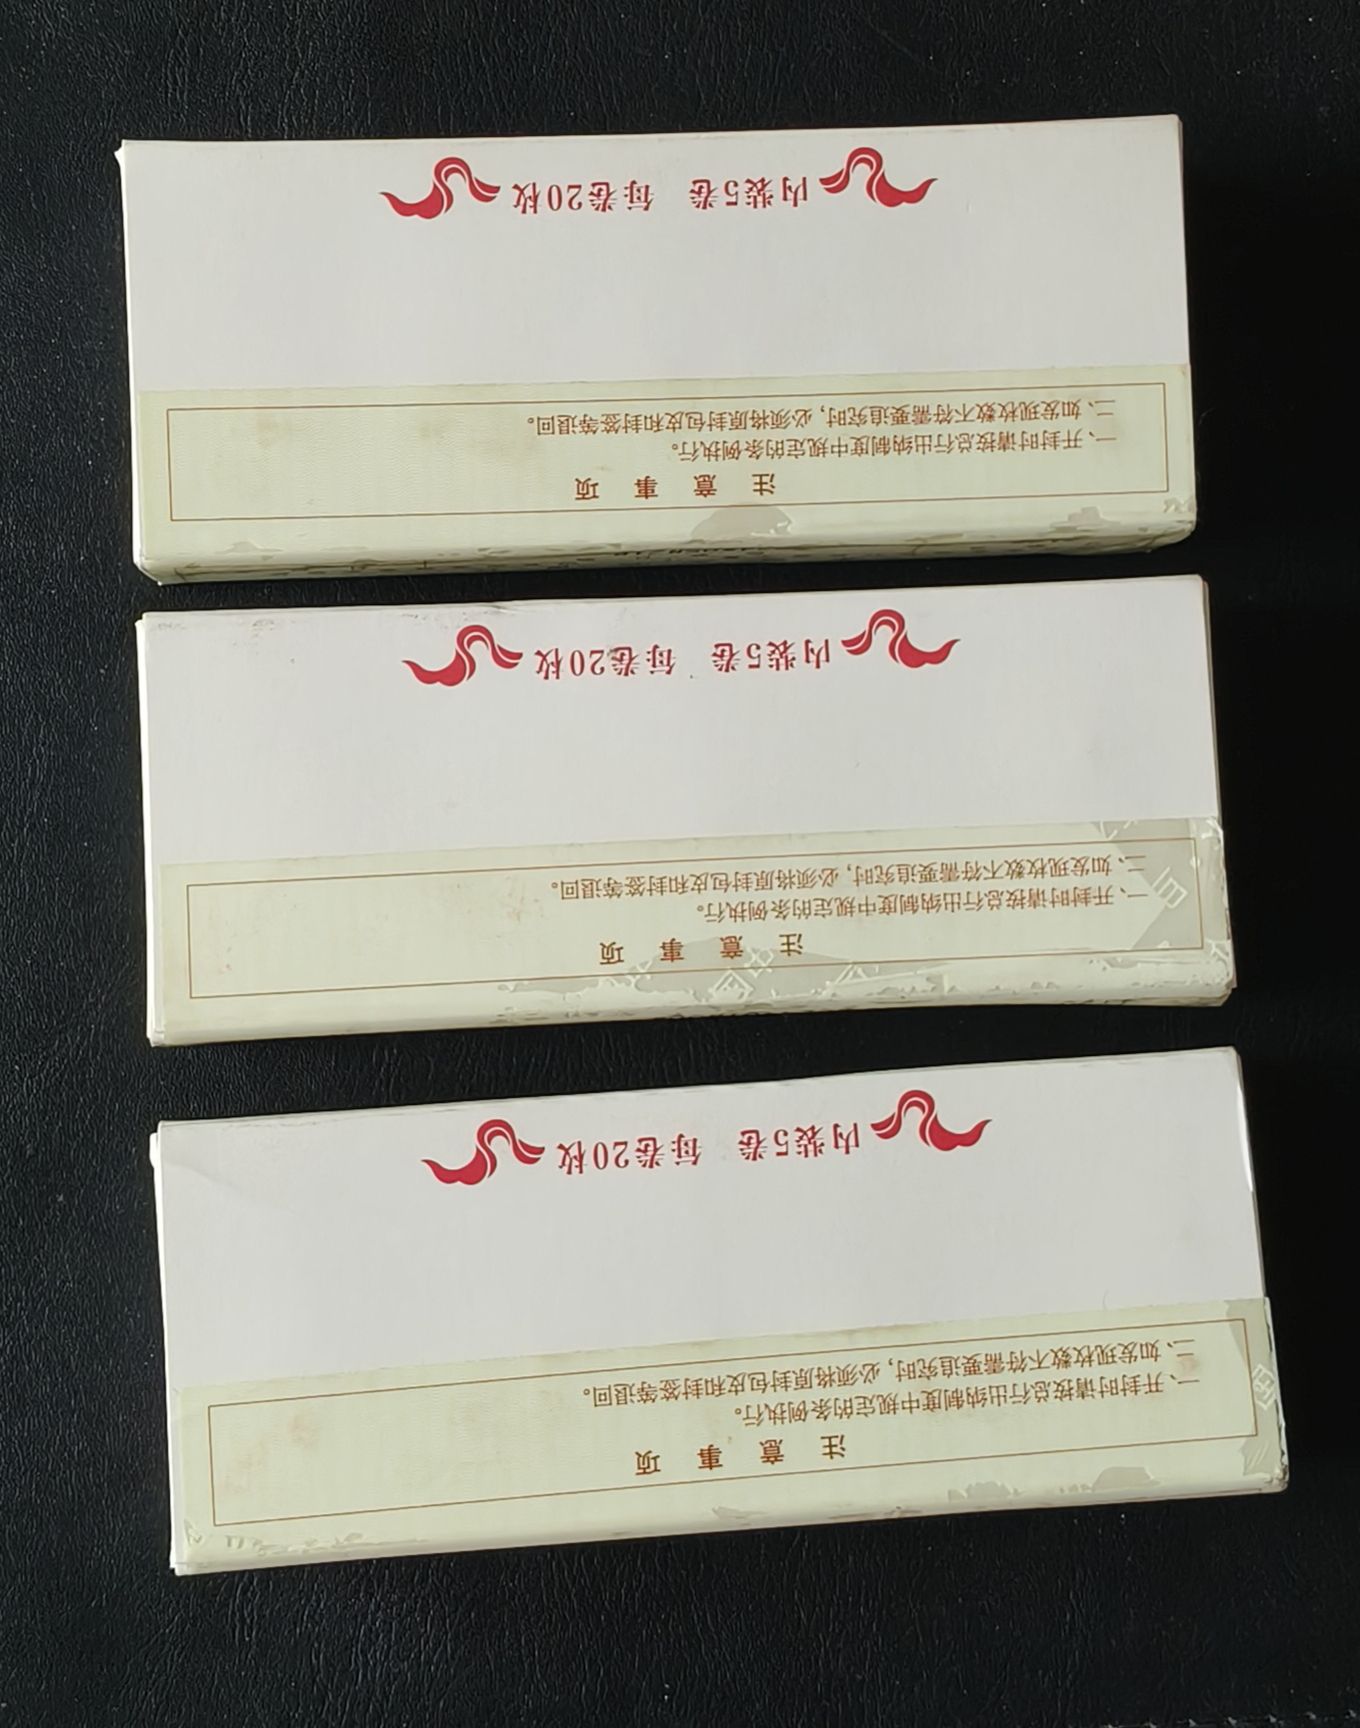 注意事项
一、开封时请按总行出纳制度中规定的条例执行。
二、如发现枚数不符需要追究时，必须将原封包皮和封签等退回。
内装5卷 每卷20枚
注意事项
一、开封时请按总行出纳制度中规定的条例执行。
二、如发现枚数不符需要追究时，必须将原封包皮和封签等退回。
内装5卷 每卷20枚
注意事项
一、开封时请按总行出纳制度中规定的条例执行。
二、如发现枚数不符需要追究时，必须将原封包皮和封签等退回。
内装5卷 每卷20枚